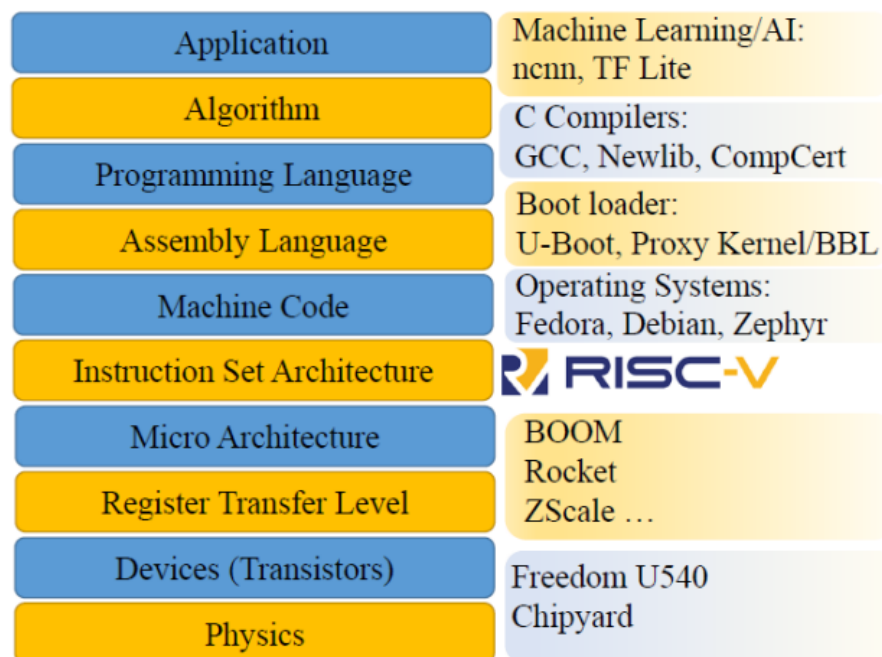 Application
Algorithm
Programming Language
Assembly Language
Machine Code
Instruction Set Architecture
Micro Architecture
Register Transfer Level
Devices (Transistors)
Physics
Machine Learning/AI:
ncnn, TF Lite
C Compilers:
GCC, Newlib, CompCert
Boot loader:
U-Boot, Proxy Kernel/BBL
Operating Systems:
Fedora, Debian, Zephyr
RISC-V
BOOM
Rocket
ZScale …
Freedom U540
Chipyard